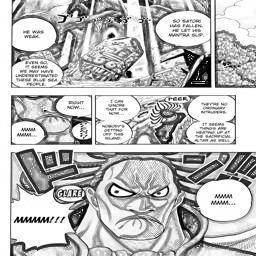 HE WAS
WEAK.
SO SATORI
HAS FALLEN.
HE LET HIS
MANTRA SLIP.
EVEN SO,
IT SEEMS
WE MAY HAVE
UNDERESTIMATED
THESE BLUE SEA
PEOPLE.
RIGHT
NOW...
I CAN
IGNORE
THAT FOR
NOW...
PEER
THEY'RE NO
ORDINARY
INTRUDERS.
MMM
MMMM...
NOBODY'S
GETTING
OFF THIS
ISLAND.
IT SEEMS
THINGS ARE
HEATING UP AT THE
SACRIFICIAL
ALTAR AS WELL.
GLARE
MMM
MMMM...
MMMMM!!!